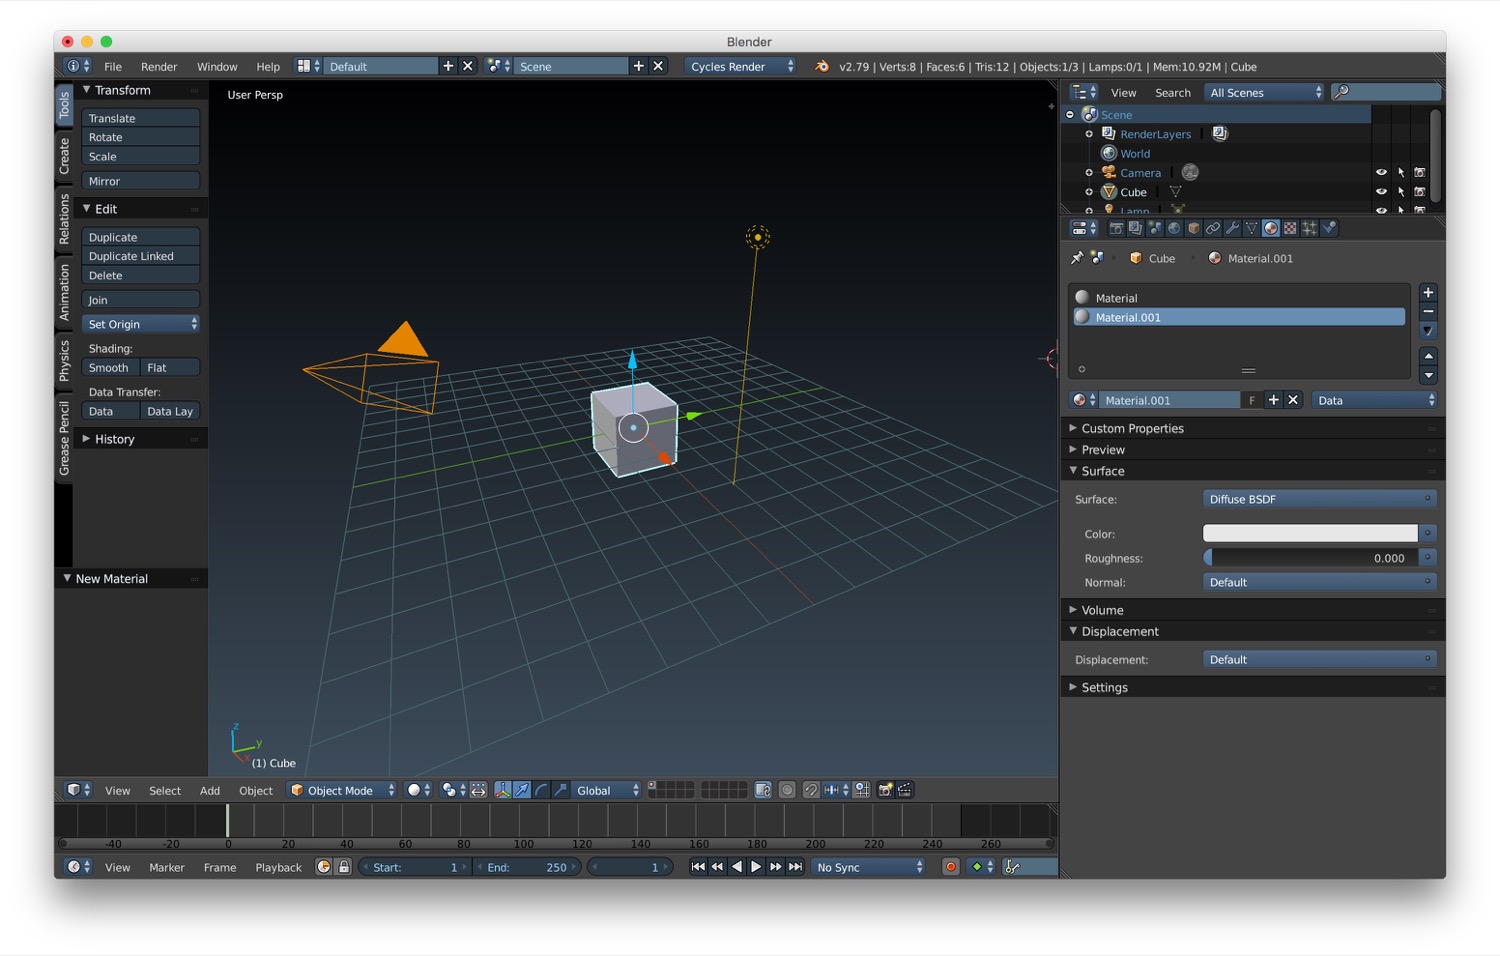 Blender
File Render Window Help Default Scene Cycles Render v2.79 | Verts:8 | Faces:6 | Tris:12 | Objects:1/3 | Lamps:0/1 | Mem:10.92M | Cube
Tools
Create
Relations
Animation
Physics
Grease Pencil
Transform
Translate
Rotate
Scale
Mirror
Edit
Duplicate
Duplicate Linked
Delete
Join
Set Origin
Shading:
Smooth Flat
Data Transfer:
Data Data Lay
History
New Material
User Persp
z
y
x
(1) Cube
View Select Add Object Object Mode Global
-40 -20 0 20 40 60 80 100 120 140 160 180 200 220 240 260
View Marker Frame Playback Start: 1 End: 250 1 No Sync
View Search All Scenes
Scene
RenderLayers
World
Camera
Cube
Lamp
Cube Material.001
Material
Material.001
Material.001 F Data
Custom Properties
Preview
Surface
Surface: Diffuse BSDF
Color:
Roughness: 0.000
Normal: Default
Volume
Displacement
Displacement: Default
Settings